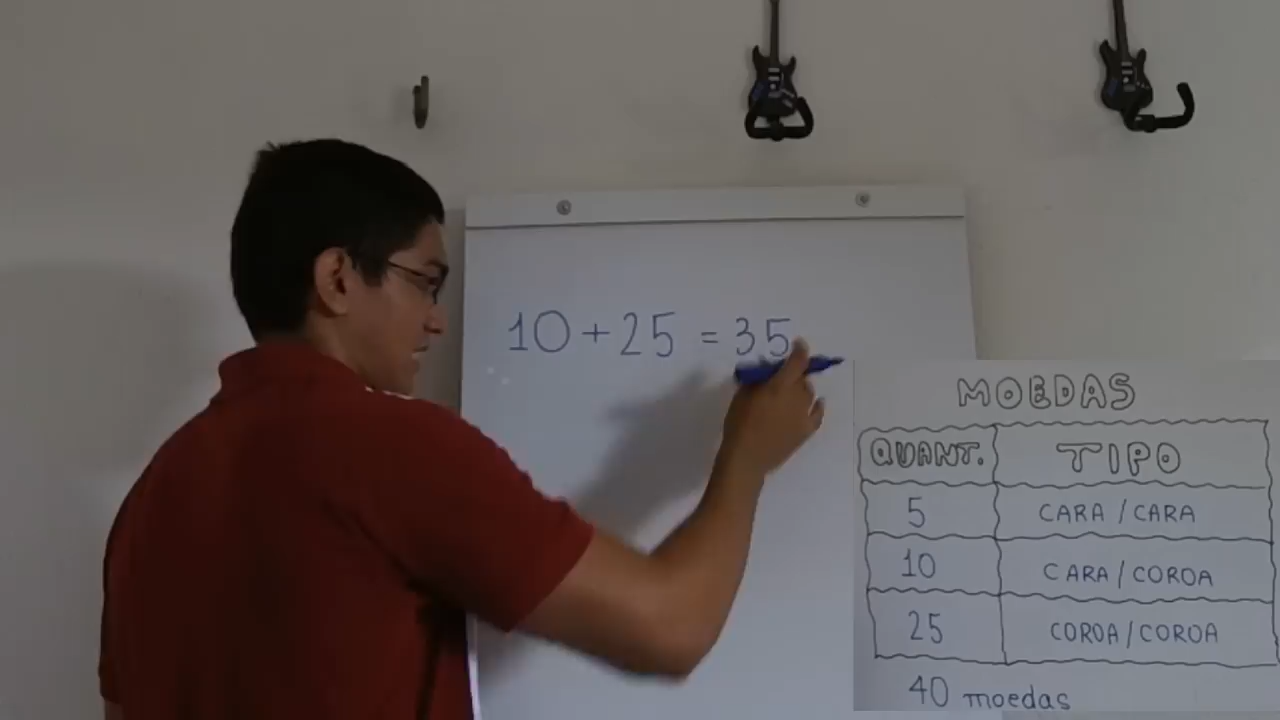 10 + 25 = 35
MOEDAS
QUANT. TIPO
5 CARA / CARA
10 CARA / COROA
25 COROA / COROA
40 moedas